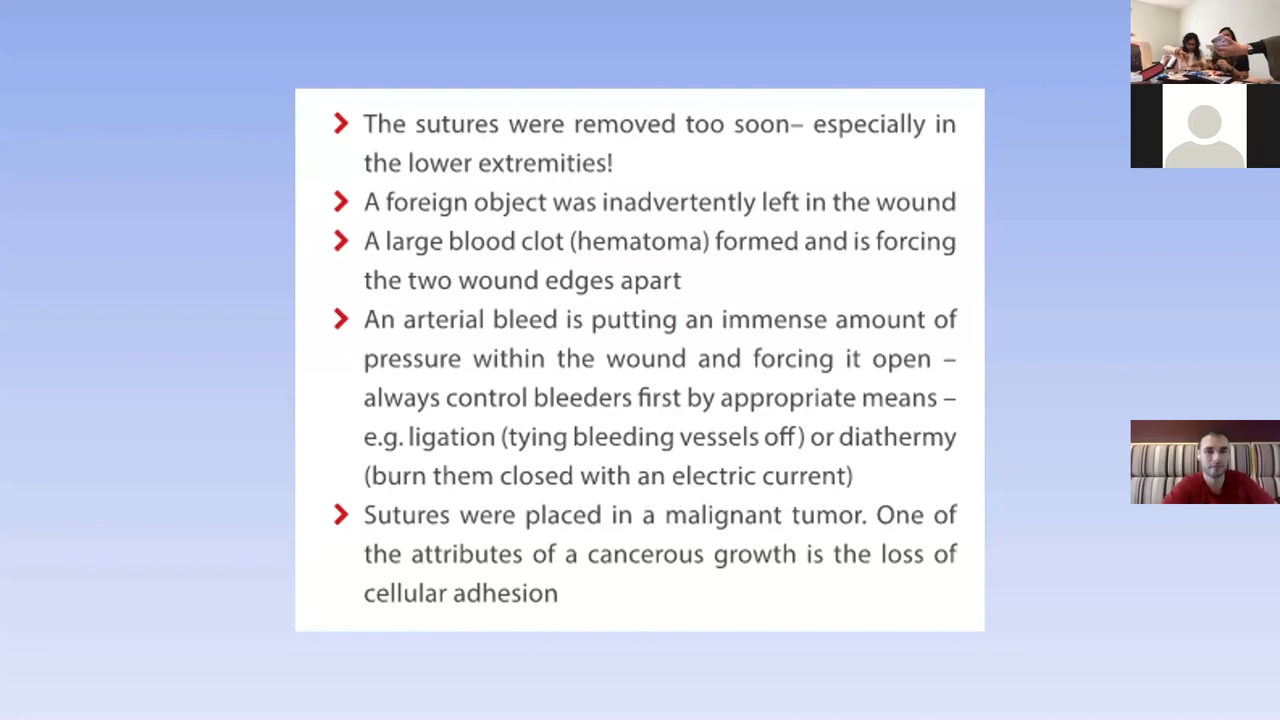 The sutures were removed too soon– especially in
the lower extremities!
A foreign object was inadvertently left in the wound
A large blood clot (hematoma) formed and is forcing
the two wound edges apart
An arterial bleed is putting an immense amount of
pressure within the wound and forcing it open –
always control bleeders first by appropriate means –
e.g. ligation (tying bleeding vessels off) or diathermy
(burn them closed with an electric current)
Sutures were placed in a malignant tumor. One of
the attributes of a cancerous growth is the loss of
cellular adhesion